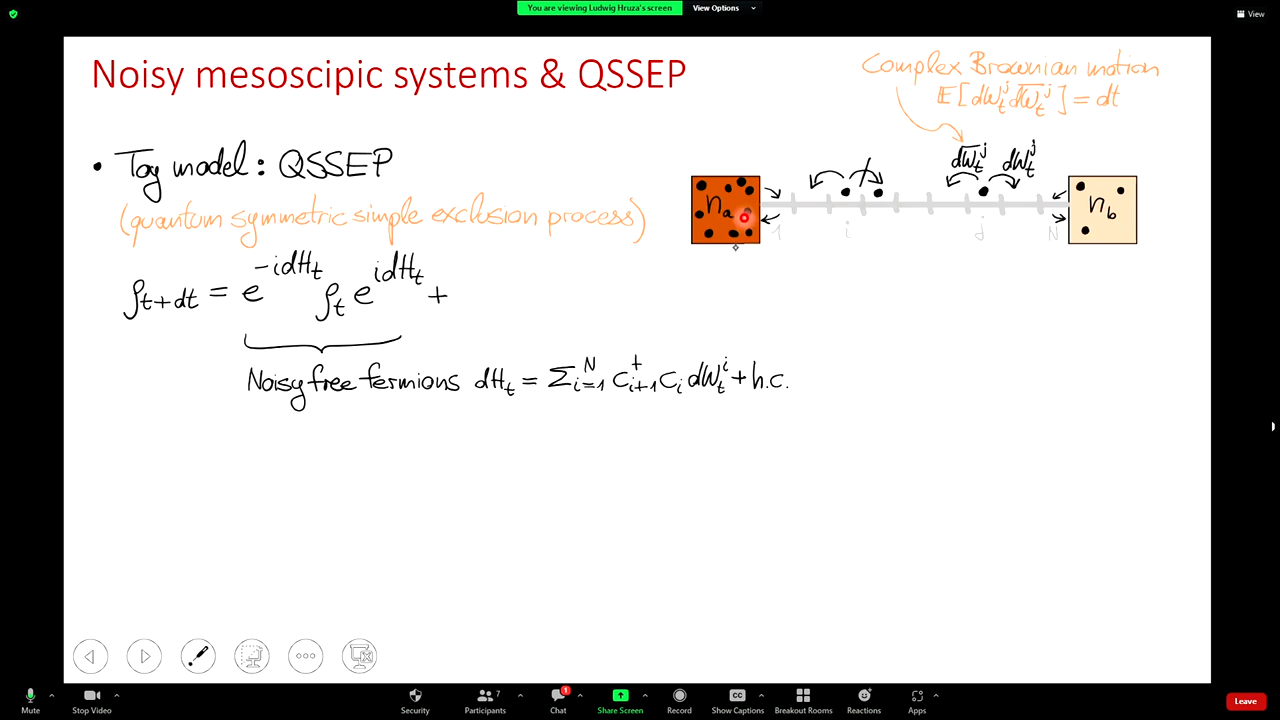 You are viewing Ludwig Hruza's screen
View Options
View
Noisy mesoscipic systems & QSSEP
Complex Brownian motion
𝔼[dW_t^j d\overline{W}_t^j] = dt
• Toy model: QSSEP
(quantum symmetric simple exclusion process)
d\overline{W}_t^j dW_t^j
n_a
n_b
1 i j N
ρ_{t+dt} = e^{-idH_t} ρ_t e^{idH_t} +
Noisy free fermions dH_t = Σ_{i=1}^N c_{i+1}^† c_i dW_t^i + h.c.
Mute
Stop Video
Security
Participants 7
Chat 1
Share Screen
Record
CC
Show Captions
Breakout Rooms
Reactions
Apps
Leave